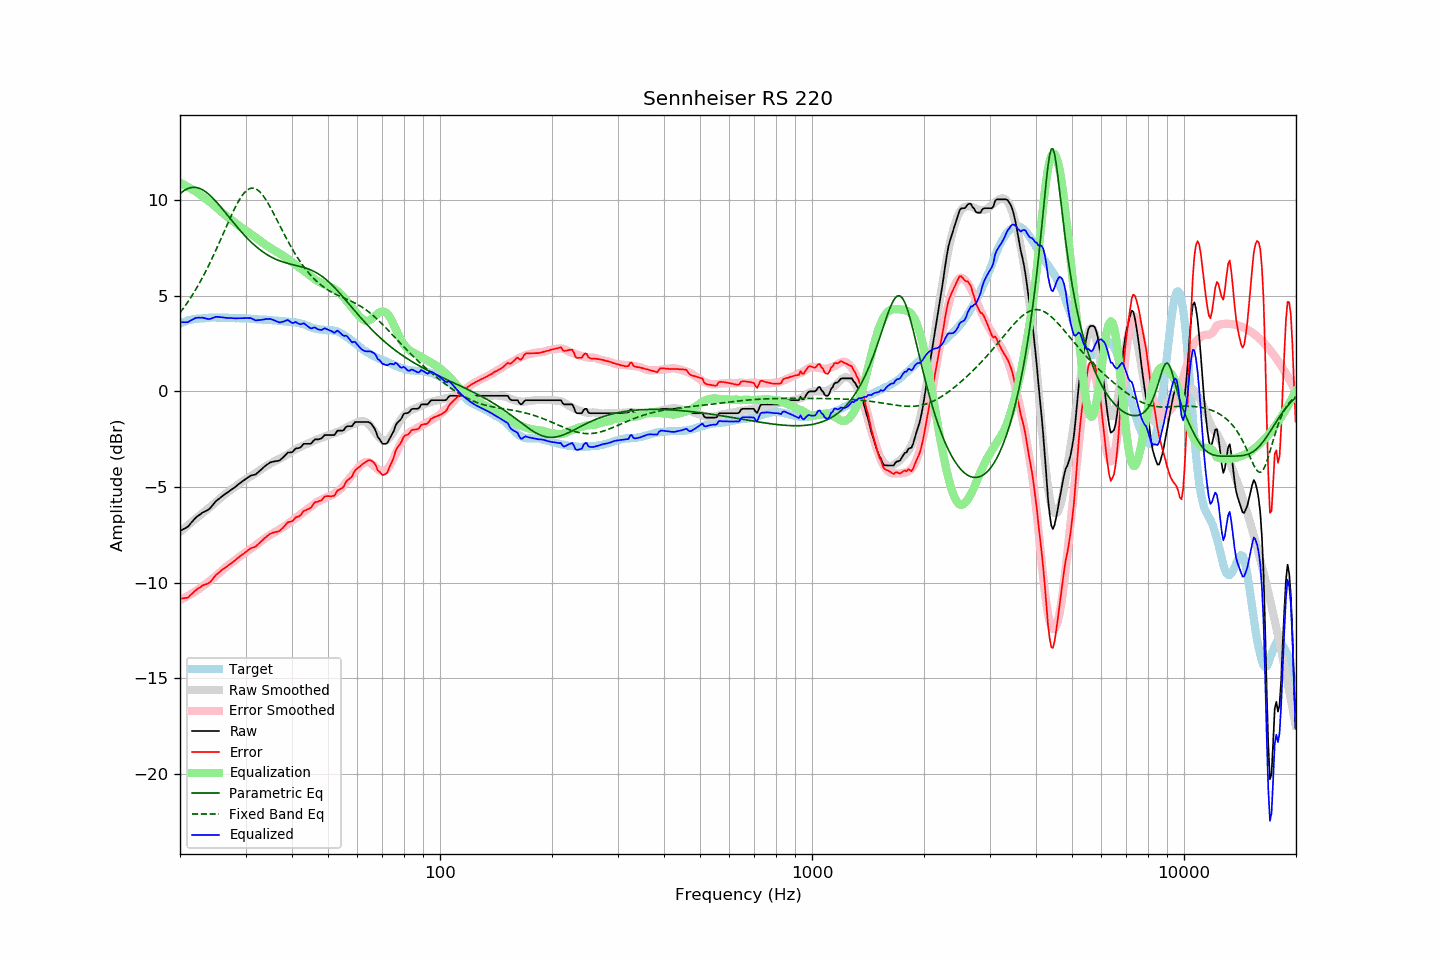 Sennheiser RS 220
Amplitude (dBr)
10
5
0
−5
−10
−15
−20
Target
Raw Smoothed
Error Smoothed
Raw
Error
Equalization
Parametric Eq
Fixed Band Eq
Equalized
100
1000
10000
Frequency (Hz)